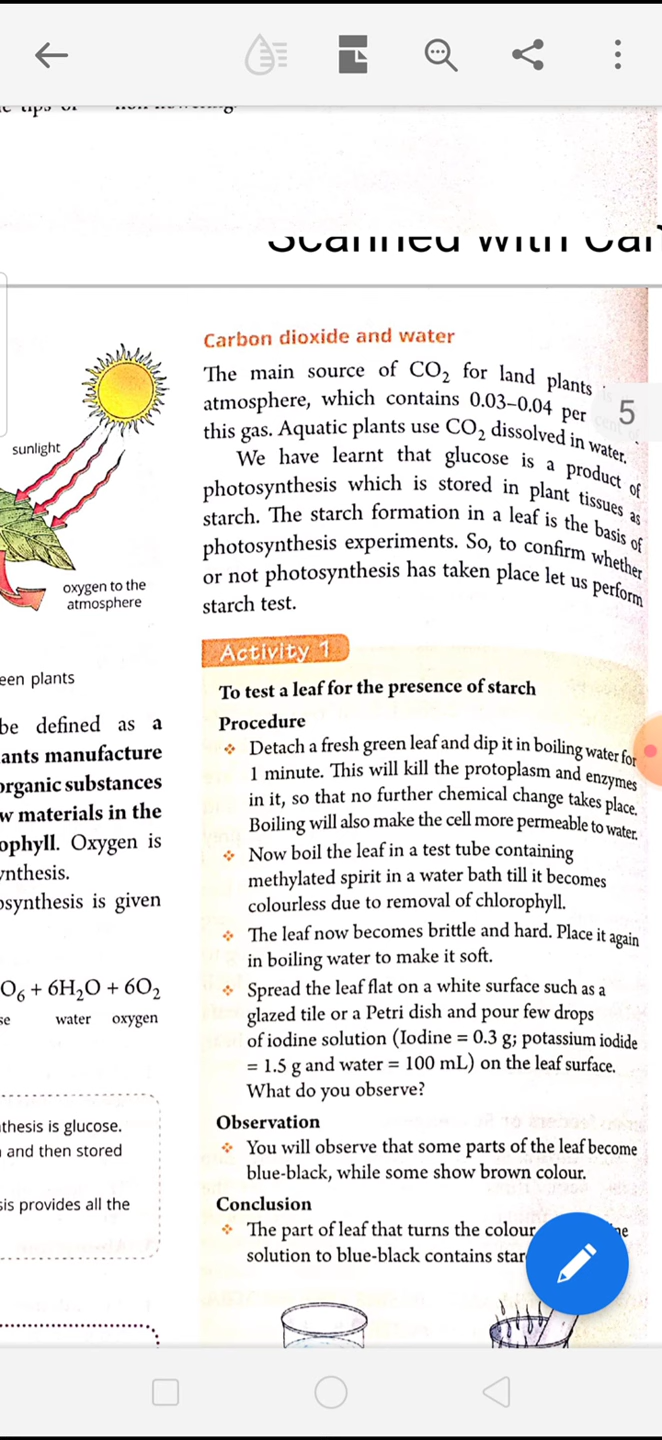 Carbon dioxide and water
The main source of CO₂ for land plants
atmosphere, which contains 0.03–0.04 per
this gas. Aquatic plants use CO₂ dissolved in water.
We have learnt that glucose is a product of
photosynthesis which is stored in plant tissues as
starch. The starch formation in a leaf is the basis of
photosynthesis experiments. So, to confirm whether
or not photosynthesis has taken place let us perform
starch test.
5
sunlight
oxygen to the
atmosphere
een plants
be defined as a
ants manufacture
organic substances
w materials in the
ophyll. Oxygen is
ynthesis.
osynthesis is given
O₆ + 6H₂O + 6O₂
se water oxygen
thesis is glucose.
and then stored
sis provides all the
Activity 1
To test a leaf for the presence of starch
Procedure
❖ Detach a fresh green leaf and dip it in boiling water for
1 minute. This will kill the protoplasm and enzymes
in it, so that no further chemical change takes place.
Boiling will also make the cell more permeable to water.
❖ Now boil the leaf in a test tube containing
methylated spirit in a water bath till it becomes
colourless due to removal of chlorophyll.
❖ The leaf now becomes brittle and hard. Place it again
in boiling water to make it soft.
❖ Spread the leaf flat on a white surface such as a
glazed tile or a Petri dish and pour few drops
of iodine solution (Iodine = 0.3 g; potassium iodide
= 1.5 g and water = 100 mL) on the leaf surface.
What do you observe?
Observation
❖ You will observe that some parts of the leaf become
blue-black, while some show brown colour.
Conclusion
❖ The part of leaf that turns the colour
solution to blue-black contains star